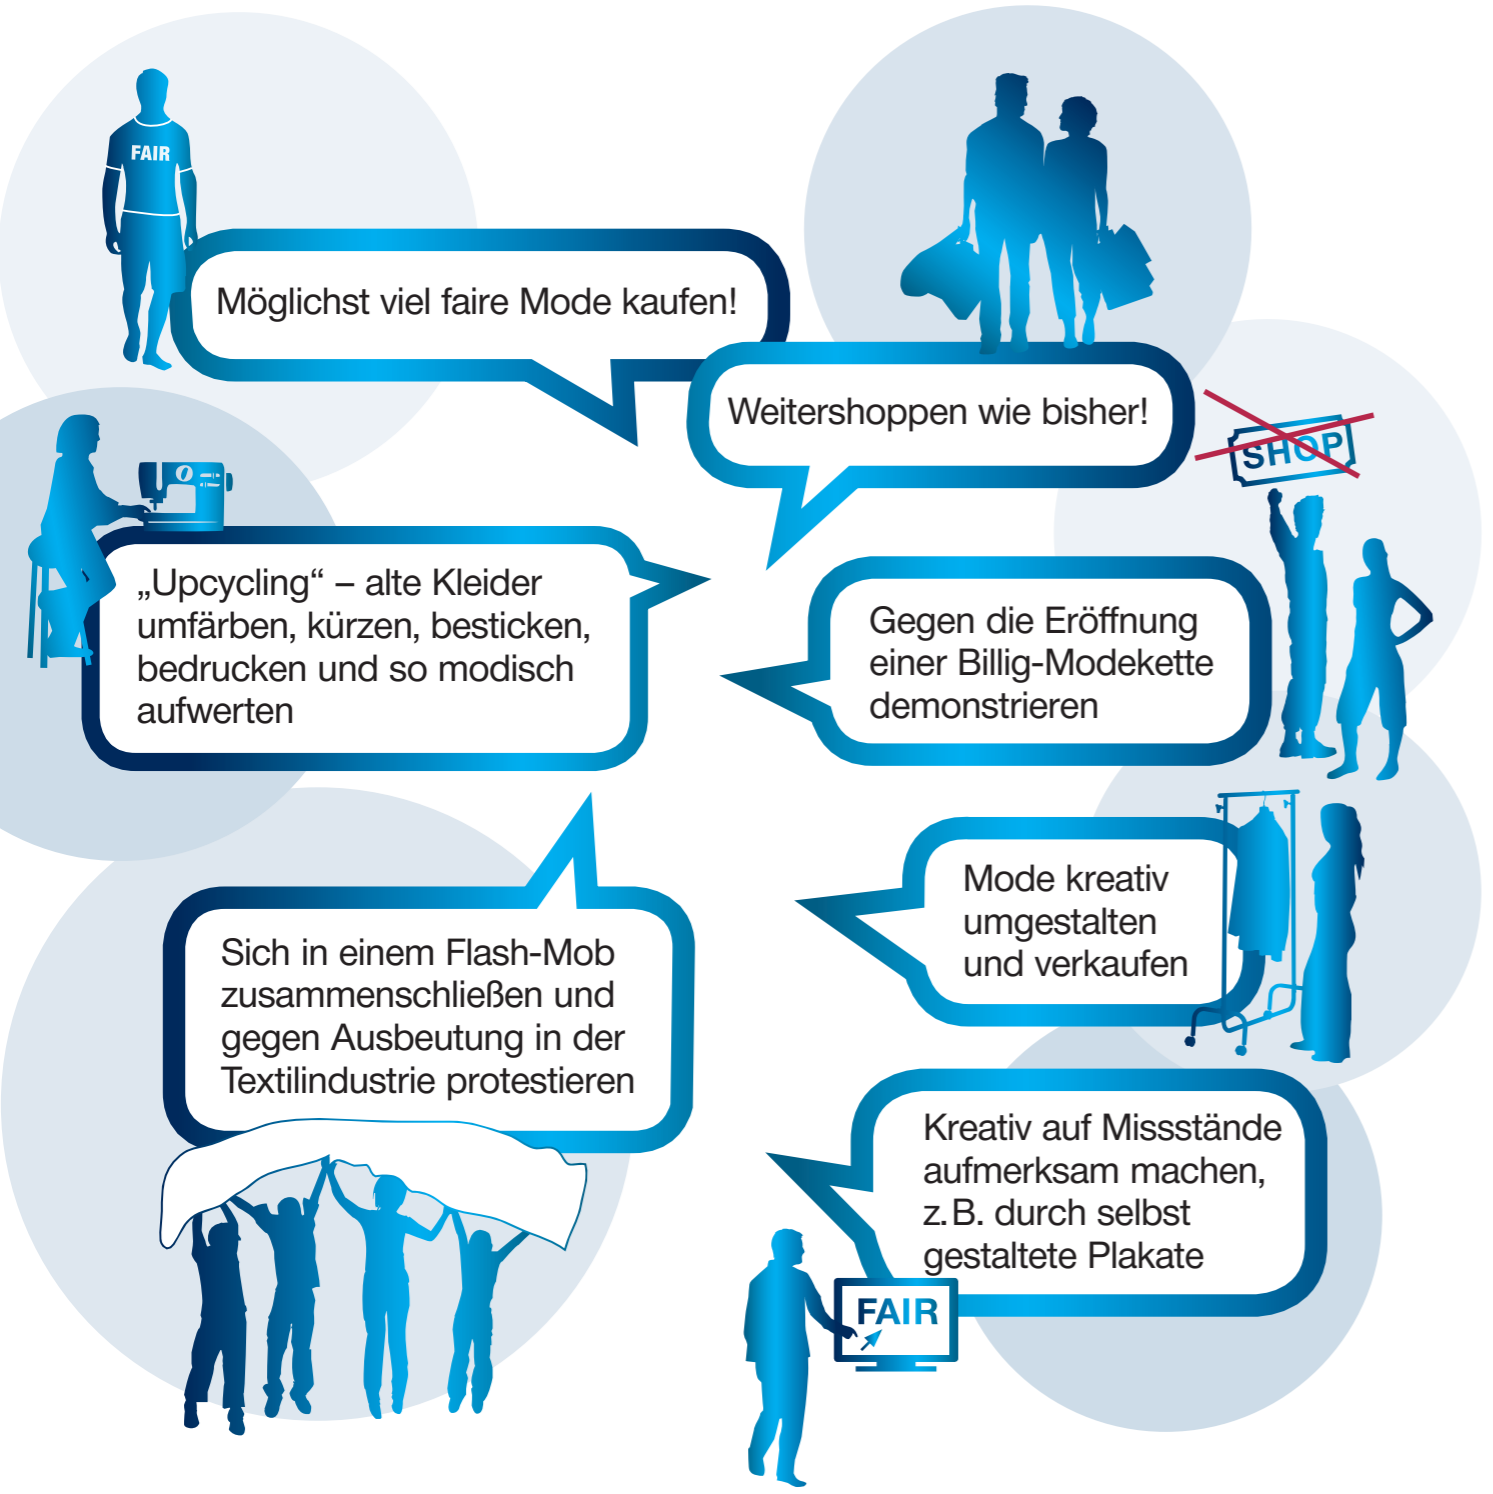 FAIR
Möglichst viel faire Mode kaufen!
Weitershoppen wie bisher!
SHOP
„Upcycling“ – alte Kleider
umfärben, kürzen, besticken,
bedrucken und so modisch
aufwerten
Gegen die Eröffnung
einer Billig-Modekette
demonstrieren
Mode kreativ
umgestalten
und verkaufen
Sich in einem Flash-Mob
zusammenschließen und
gegen Ausbeutung in der
Textilindustrie protestieren
Kreativ auf Missstände
aufmerksam machen,
z. B. durch selbst
gestaltete Plakate
FAIR